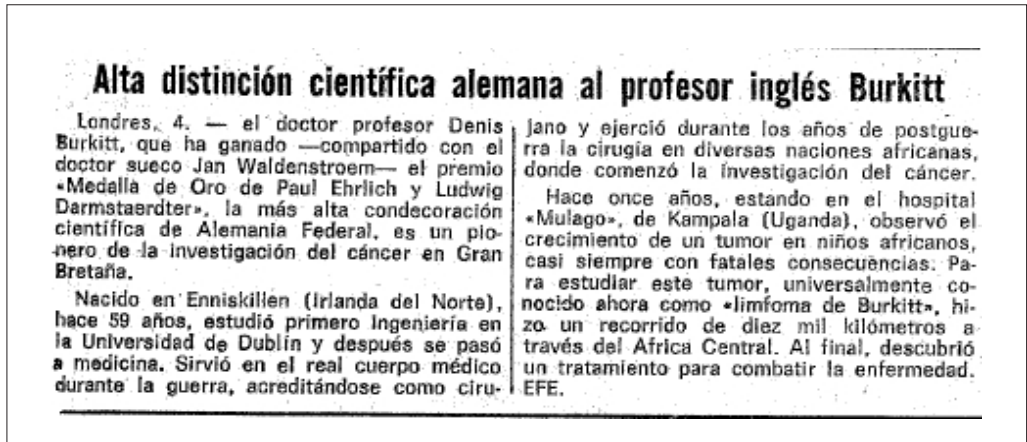 Alta distinción científica alemana al profesor inglés Burkitt
Londres, 4. — el doctor profesor Denis
Burkitt, que ha ganado —compartido con el
doctor sueco Jan Waldenstroem— el premio
«Medalla de Oro de Paul Ehrlich y Ludwig
Darmstaerdter», la más alta condecoración
científica de Alemania Federal, es un pio-
nero de la investigación del cáncer en Gran
Bretaña.
Nacido en Enniskillen (Irlanda del Norte),
hace 59 años, estudió primero Ingeniería en
la Universidad de Dublín y después se pasó
a medicina. Sirvió en el real cuerpo médico
durante la guerra, acreditándose como ciru-
jano y ejerció durante los años de postgue-
rra la cirugía en diversas naciones africanas,
donde comenzó la investigación del cáncer.
Hace once años, estando en el hospital
«Mulago», de Kampala (Uganda), observó el
crecimiento de un tumor en niños africanos,
casi siempre con fatales consecuencias. Pa-
ra estudiar este tumor, universalmente co-
nocido ahora como «limfoma de Burkitt», hi-
zo un recorrido de diez mil kilómetros a
través del Africa Central. Al final, descubrió
un tratamiento para combatir la enfermedad.
EFE.